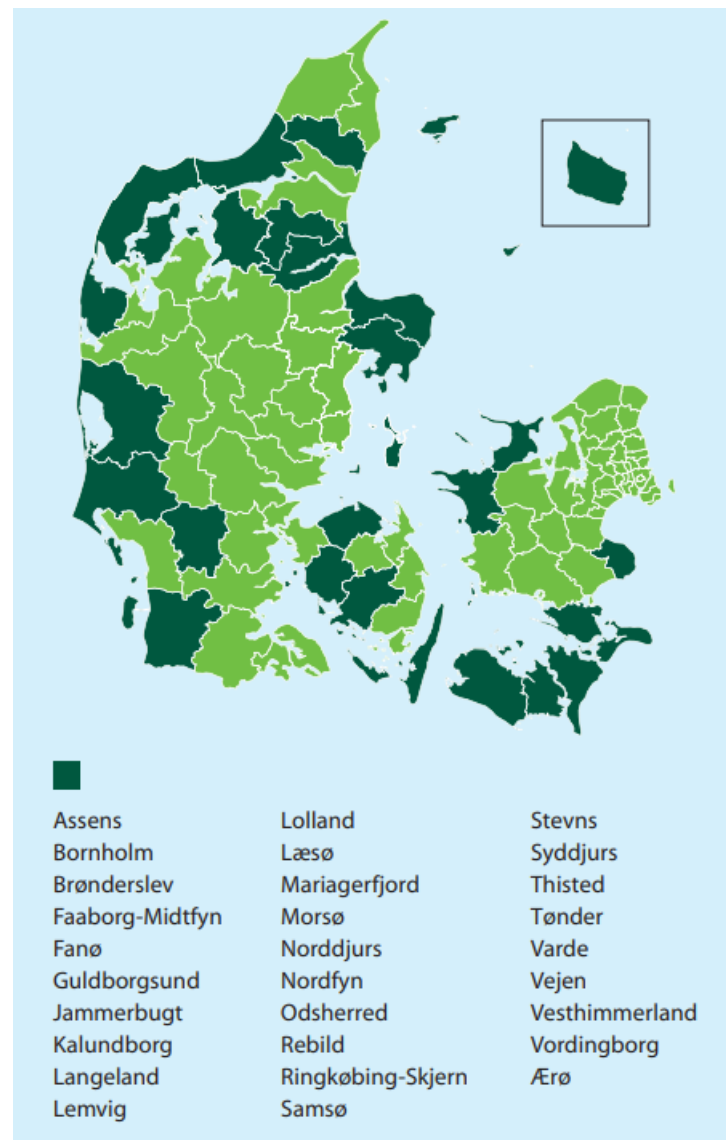 Assens
Bornholm
Brønderslev
Faaborg-Midtfyn
Fanø
Guldborgsund
Jammerbugt
Kalundborg
Langeland
Lemvig
Lolland
Læsø
Mariagerfjord
Morsø
Norddjurs
Nordfyn
Odsherred
Rebild
Ringkøbing-Skjern
Samsø
Stevns
Syddjurs
Thisted
Tønder
Varde
Vejen
Vesthimmerland
Vordingborg
Ærø